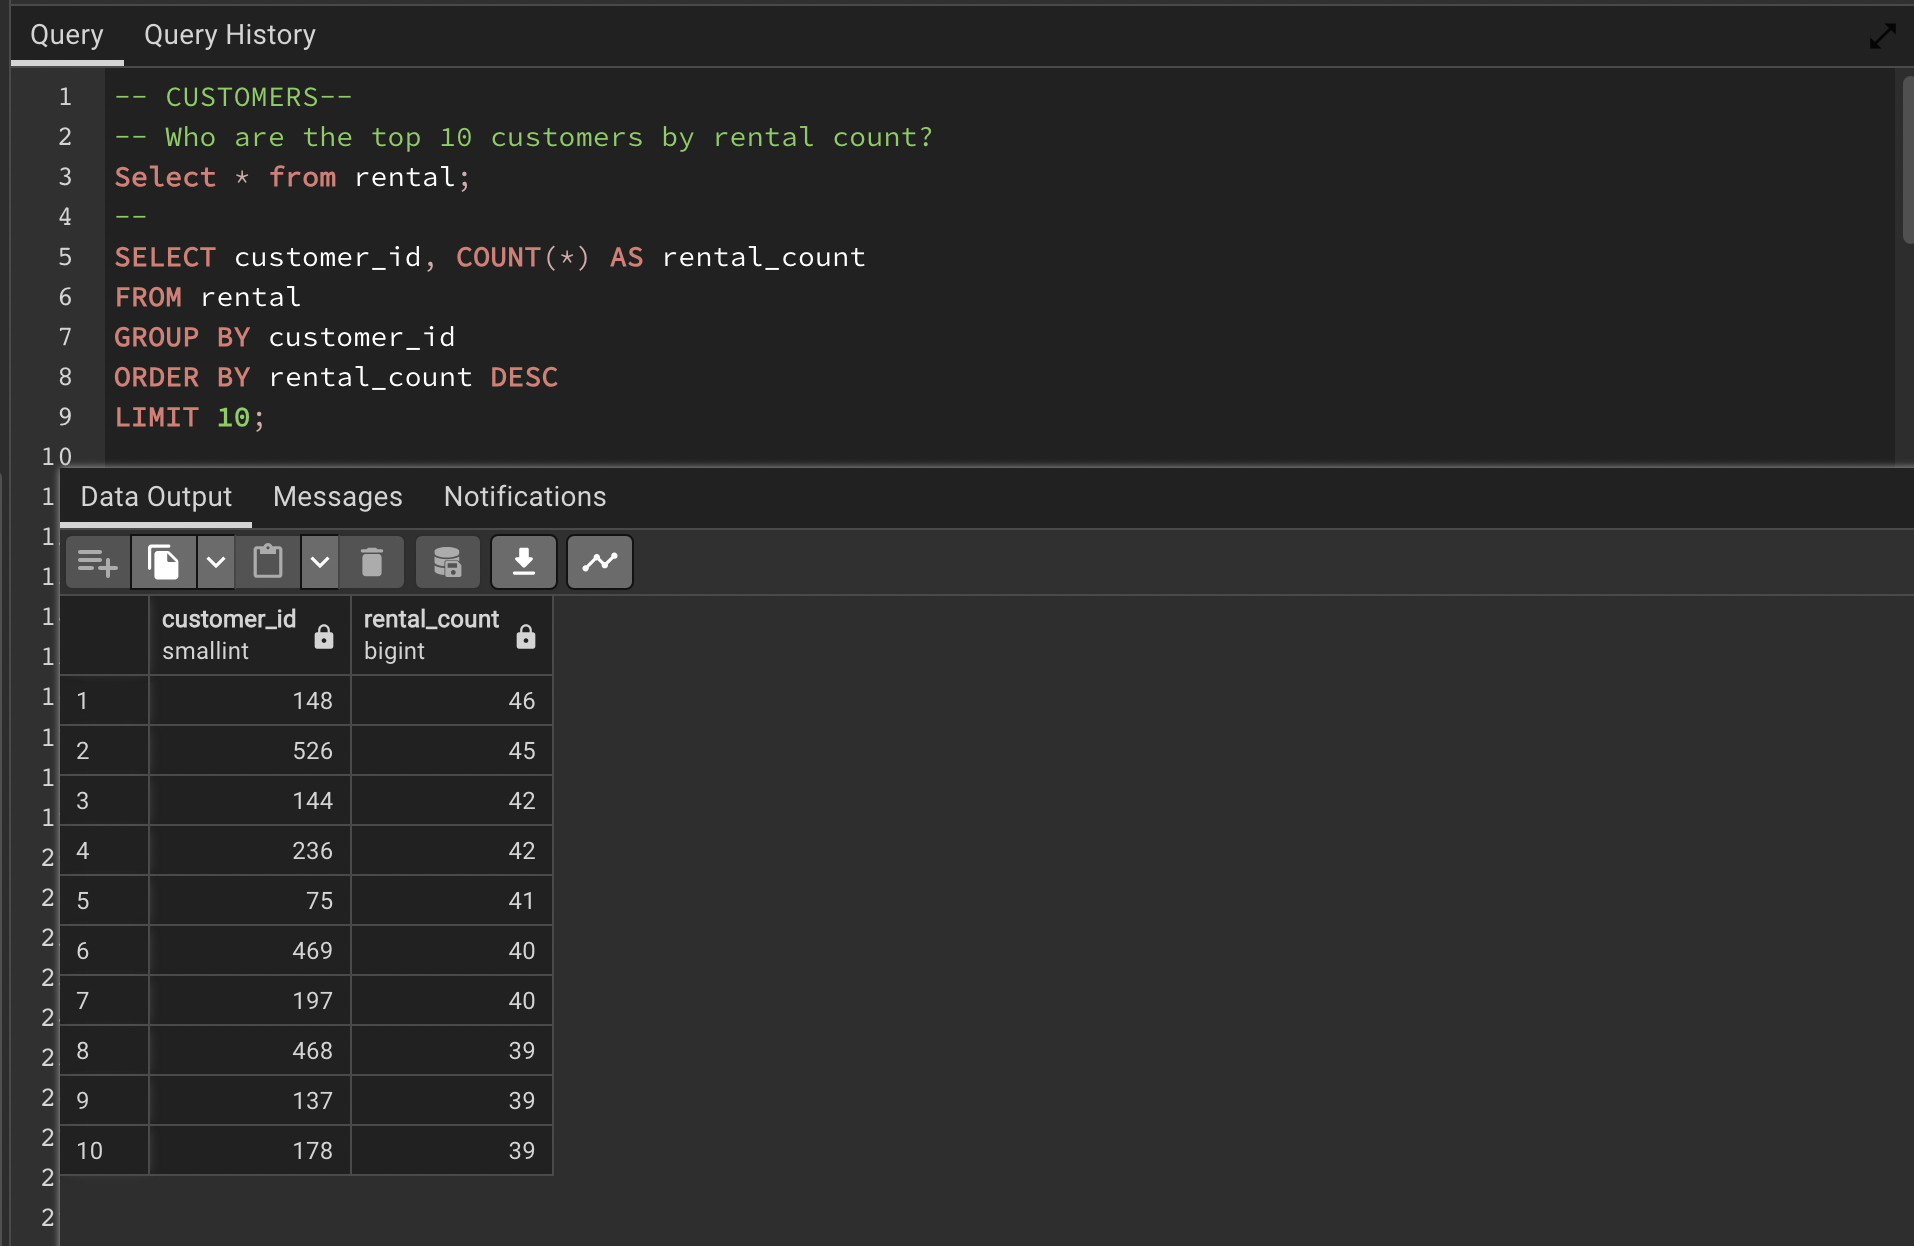 Query Query History
1 -- CUSTOMERS--
2 -- Who are the top 10 customers by rental count?
3 Select * from rental;
4 --
5 SELECT customer_id, COUNT(*) AS rental_count
6 FROM rental
7 GROUP BY customer_id
8 ORDER BY rental_count DESC
9 LIMIT 10;
10
1 Data Output Messages Notifications
1
1
1 customer_id rental_count
1 smallint bigint
1 1 148 46
1 2 526 45
1 3 144 42
1
2 4 236 42
2 5 75 41
2 6 469 40
2
2 7 197 40
2 8 468 39
2 9 137 39
2 10 178 39
2
2